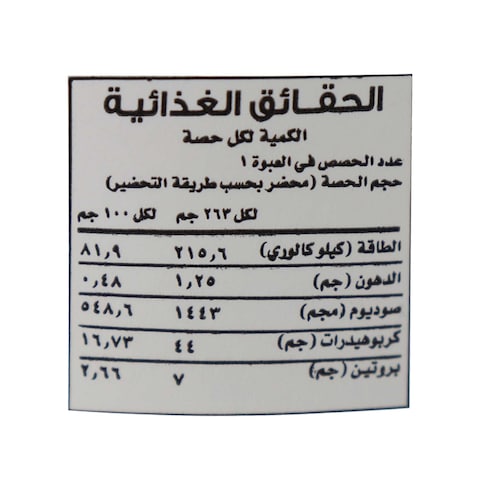 الحقائق الغذائية
الكمية لكل حصة
عدد الحصص في العبوة ١
حجم الحصة (محضر بحسب طريقة التحضير)
لكل ٢٦٣ جم لكل ١٠٠ جم
الطاقة (كيلو كالوري) ٢١٥,٦ ٨١,٩
الدهون (جم) ١,٢٥ ٠,٤٨
صوديوم (مجم) ١٤٤٣ ٥٤٨,٦
كربوهيدرات (جم) ٤٤ ١٦,٧٣
بروتين (جم) ٧ ٢,٦٦